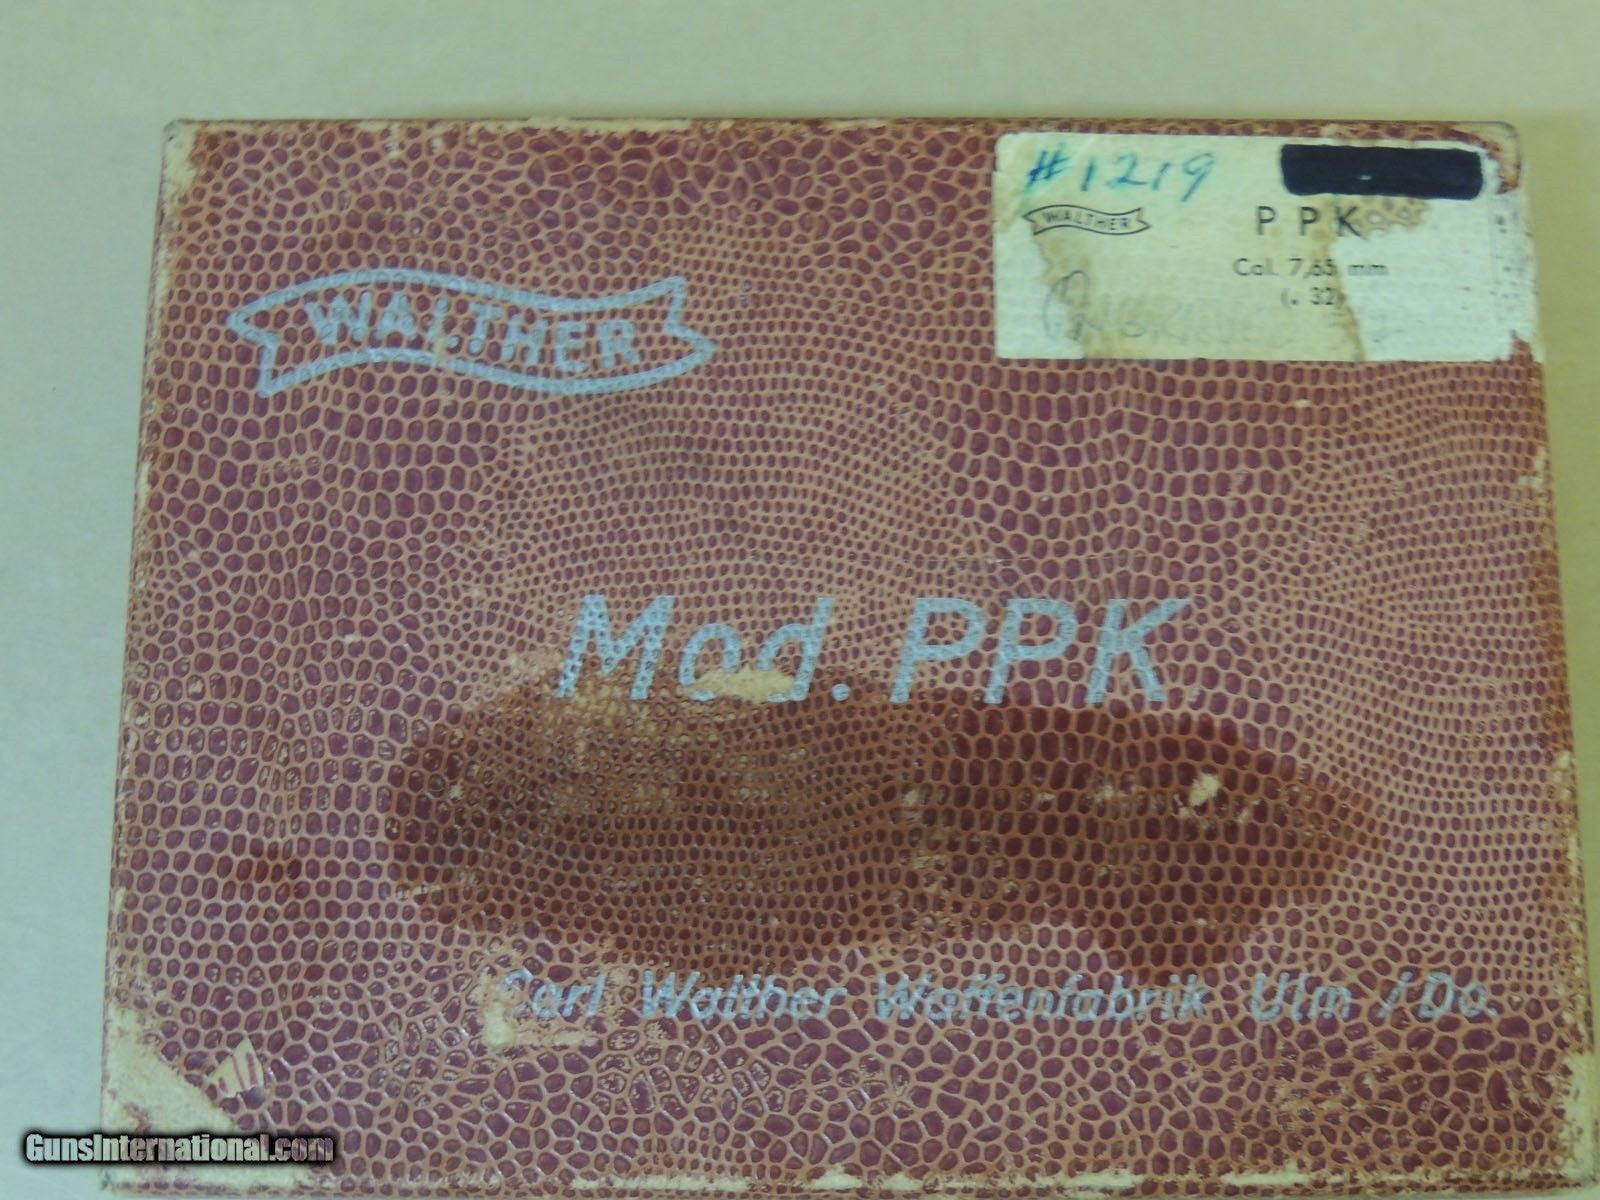 #1219
WALTHER
PPK
Cal. 7,65 mm
(. 32)
WALTHER
Mod. PPK
Carl Walther Waffenfabrik Ulm / Do.
GunsInternational.com